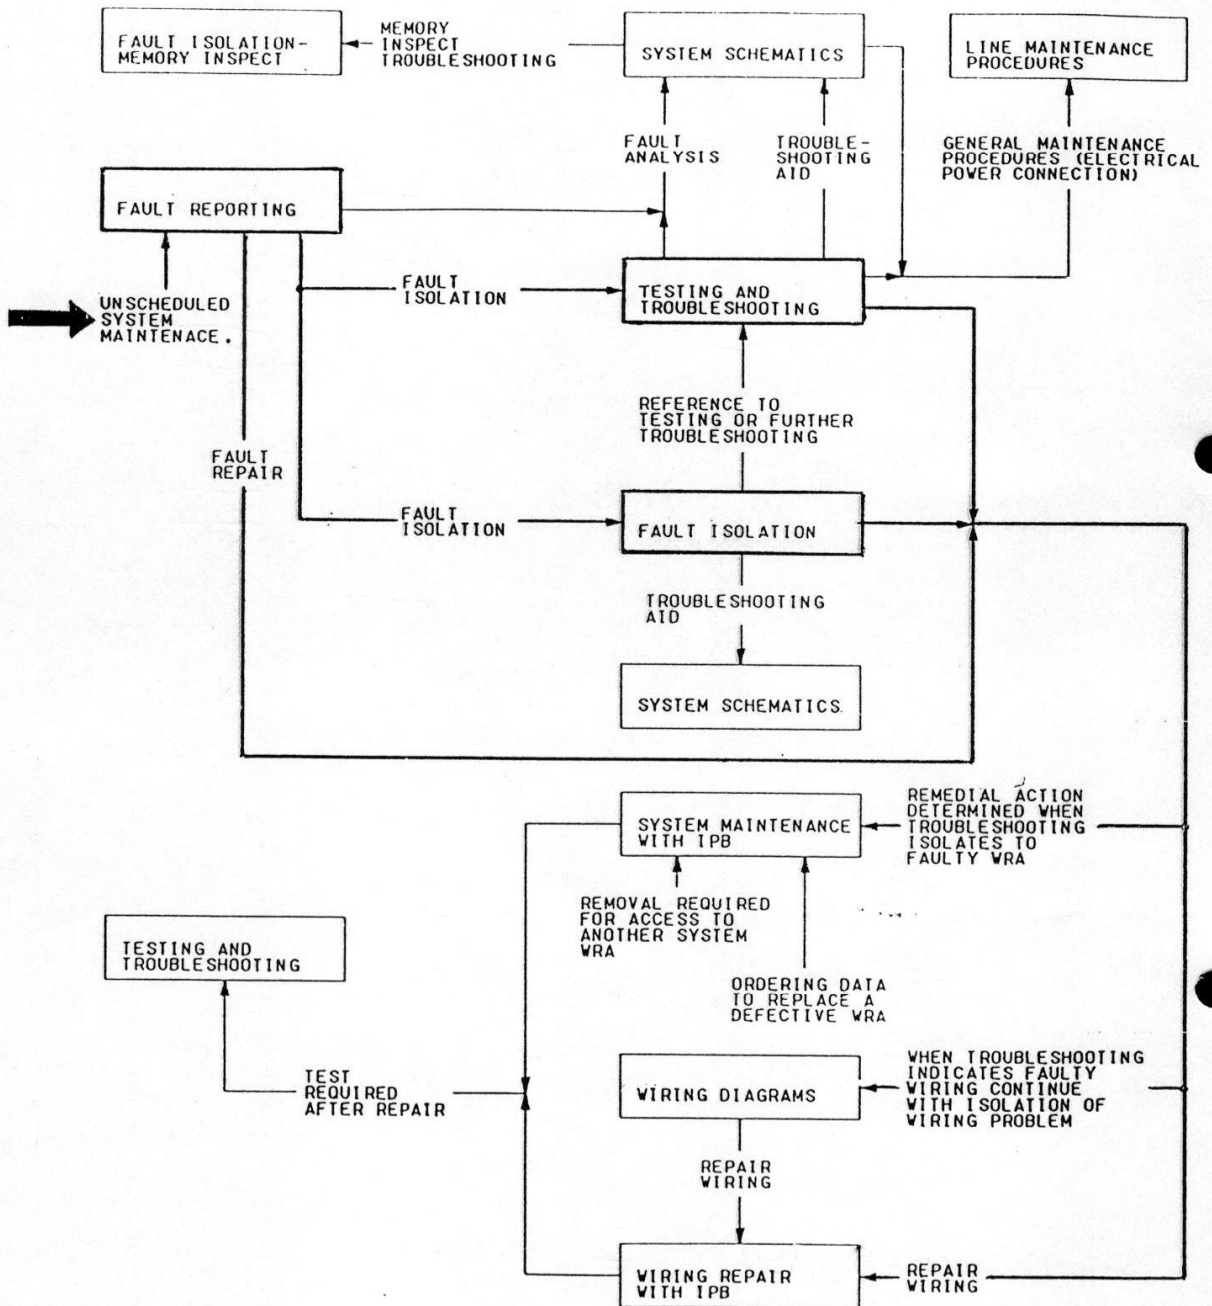 FAULT ISOLATION-
MEMORY INSPECT
MEMORY
INSPECT
TROUBLESHOOTING
SYSTEM SCHEMATICS
LINE MAINTENANCE
PROCEDURES
FAULT
ANALYSIS
TROUBLE-
SHOOTING
AID
GENERAL MAINTENANCE
PROCEDURES (ELECTRICAL
POWER CONNECTION)
FAULT REPORTING
UNSCHEDULED
SYSTEM
MAINTENACE.
FAULT
ISOLATION
TESTING AND
TROUBLESHOOTING
REFERENCE TO
TESTING OR FURTHER
TROUBLESHOOTING
FAULT
REPAIR
FAULT
ISOLATION
FAULT ISOLATION
TROUBLESHOOTING
AID
SYSTEM SCHEMATICS
SYSTEM MAINTENANCE
WITH IPB
REMEDIAL ACTION
DETERMINED WHEN
TROUBLESHOOTING
ISOLATES TO
FAULTY WRA
REMOVAL REQUIRED
FOR ACCESS TO
ANOTHER SYSTEM
WRA
TESTING AND
TROUBLESHOOTING
ORDERING DATA
TO REPLACE A
DEFECTIVE WRA
TEST
REQUIRED
AFTER REPAIR
WIRING DIAGRAMS
WHEN TROUBLESHOOTING
INDICATES FAULTY
WIRING CONTINUE
WITH ISOLATION OF
WIRING PROBLEM
REPAIR
WIRING
WIRING REPAIR
WITH IPB
REPAIR
WIRING